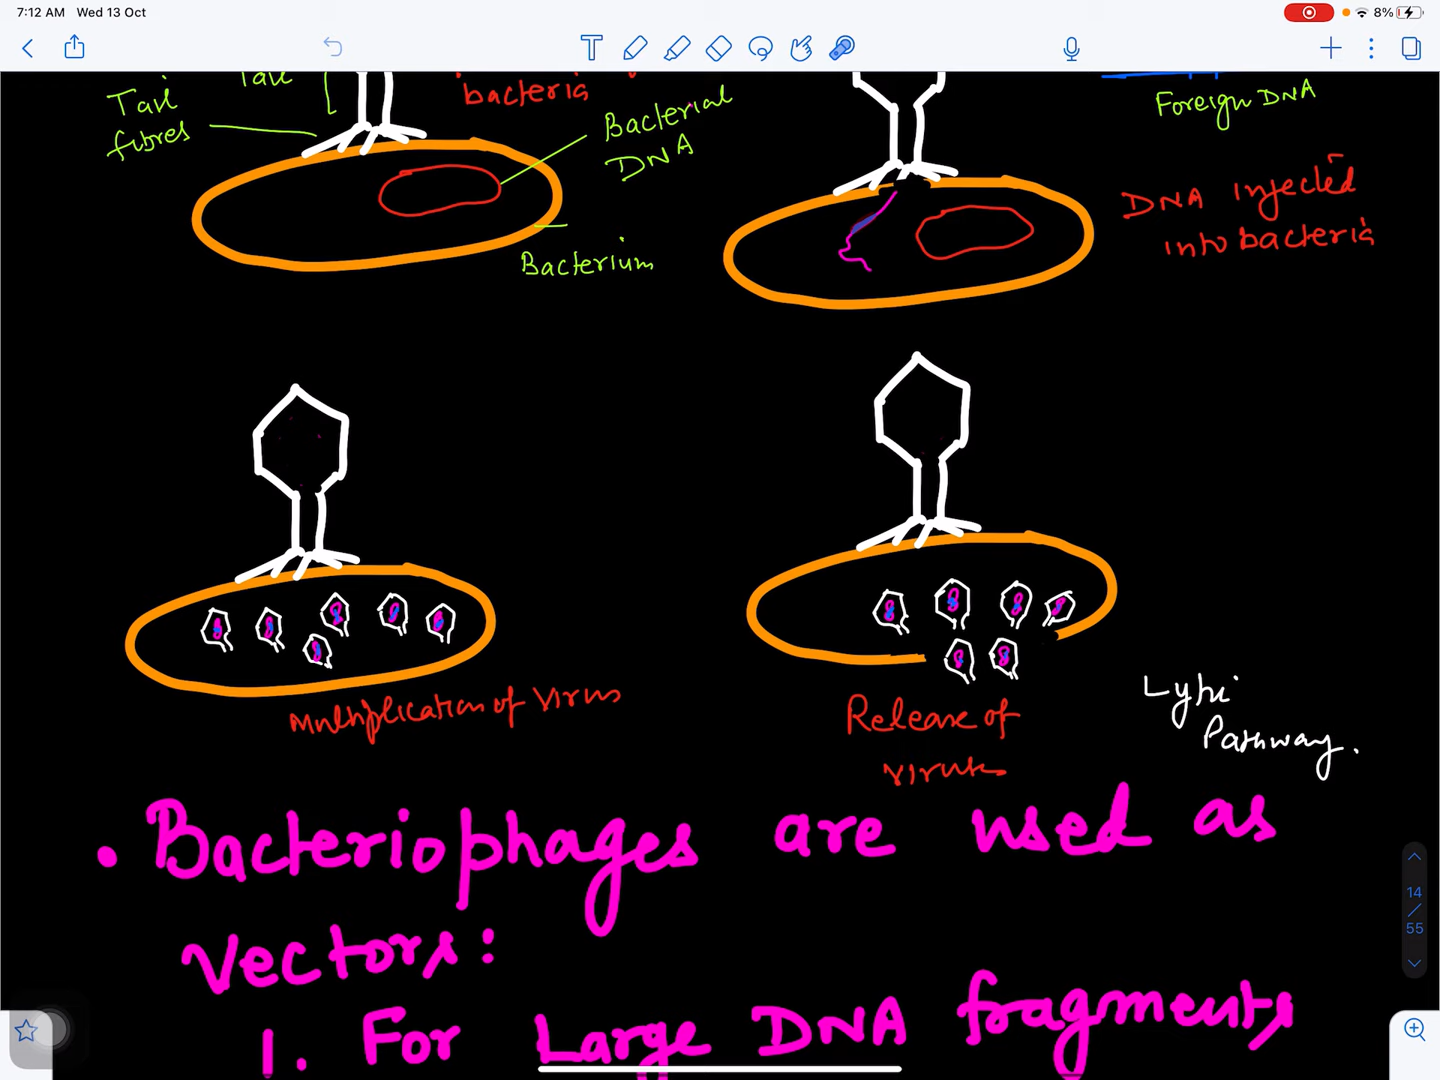 7:12 AM Wed 13 Oct
8%
Tail
Tail
fibres
bacteria
Bacterial
DNA
Bacterium
Foreign DNA
DNA injected
into bacteria
Multiplication of virus
Release of
Lytic
Pathway.
• Bacteriophages are used as
vectors:
1. For Large DNA fragments
14
/
55